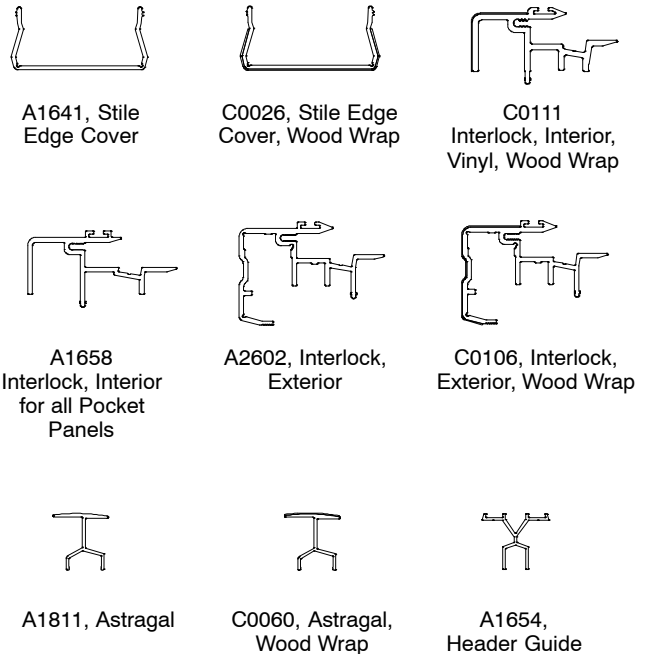 A1641, Stile
Edge Cover
C0026, Stile Edge
Cover, Wood Wrap
C0111
Interlock, Interior,
Vinyl, Wood Wrap
A1658
Interlock, Interior
for all Pocket
Panels
A2602, Interlock,
Exterior
C0106, Interlock,
Exterior, Wood Wrap
A1811, Astragal
C0060, Astragal,
Wood Wrap
A1654,
Header Guide